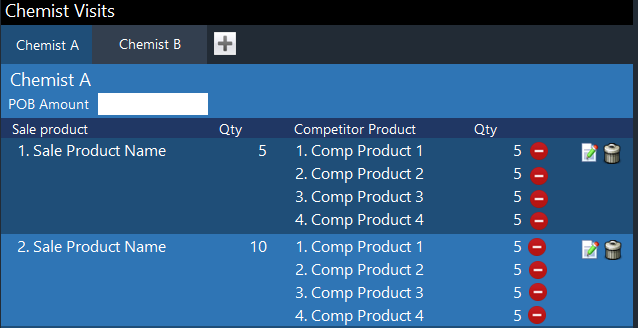 Chemist Visits
Chemist A Chemist B
Chemist A
POB Amount
Sale product Qty Competitor Product Qty
1. Sale Product Name 5 1. Comp Product 1 5
2. Comp Product 2 5
3. Comp Product 3 5
4. Comp Product 4 5
2. Sale Product Name 10 1. Comp Product 1 5
2. Comp Product 2 5
3. Comp Product 3 5
4. Comp Product 4 5